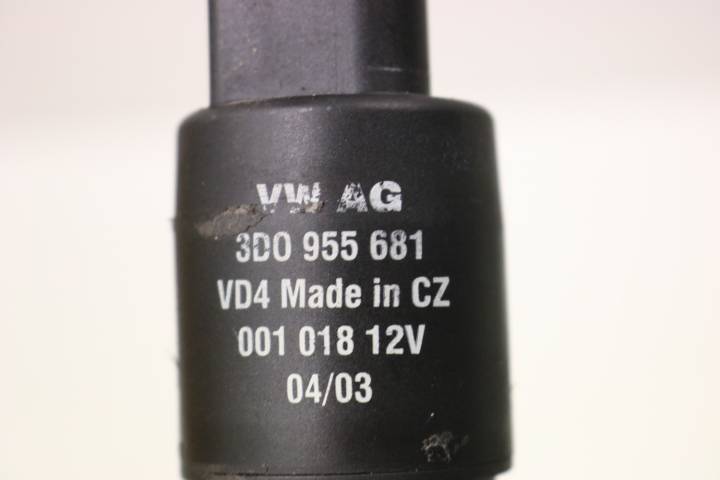 VW AG
3D0 955 681
VD4 Made in CZ
001 018 12V
04/03